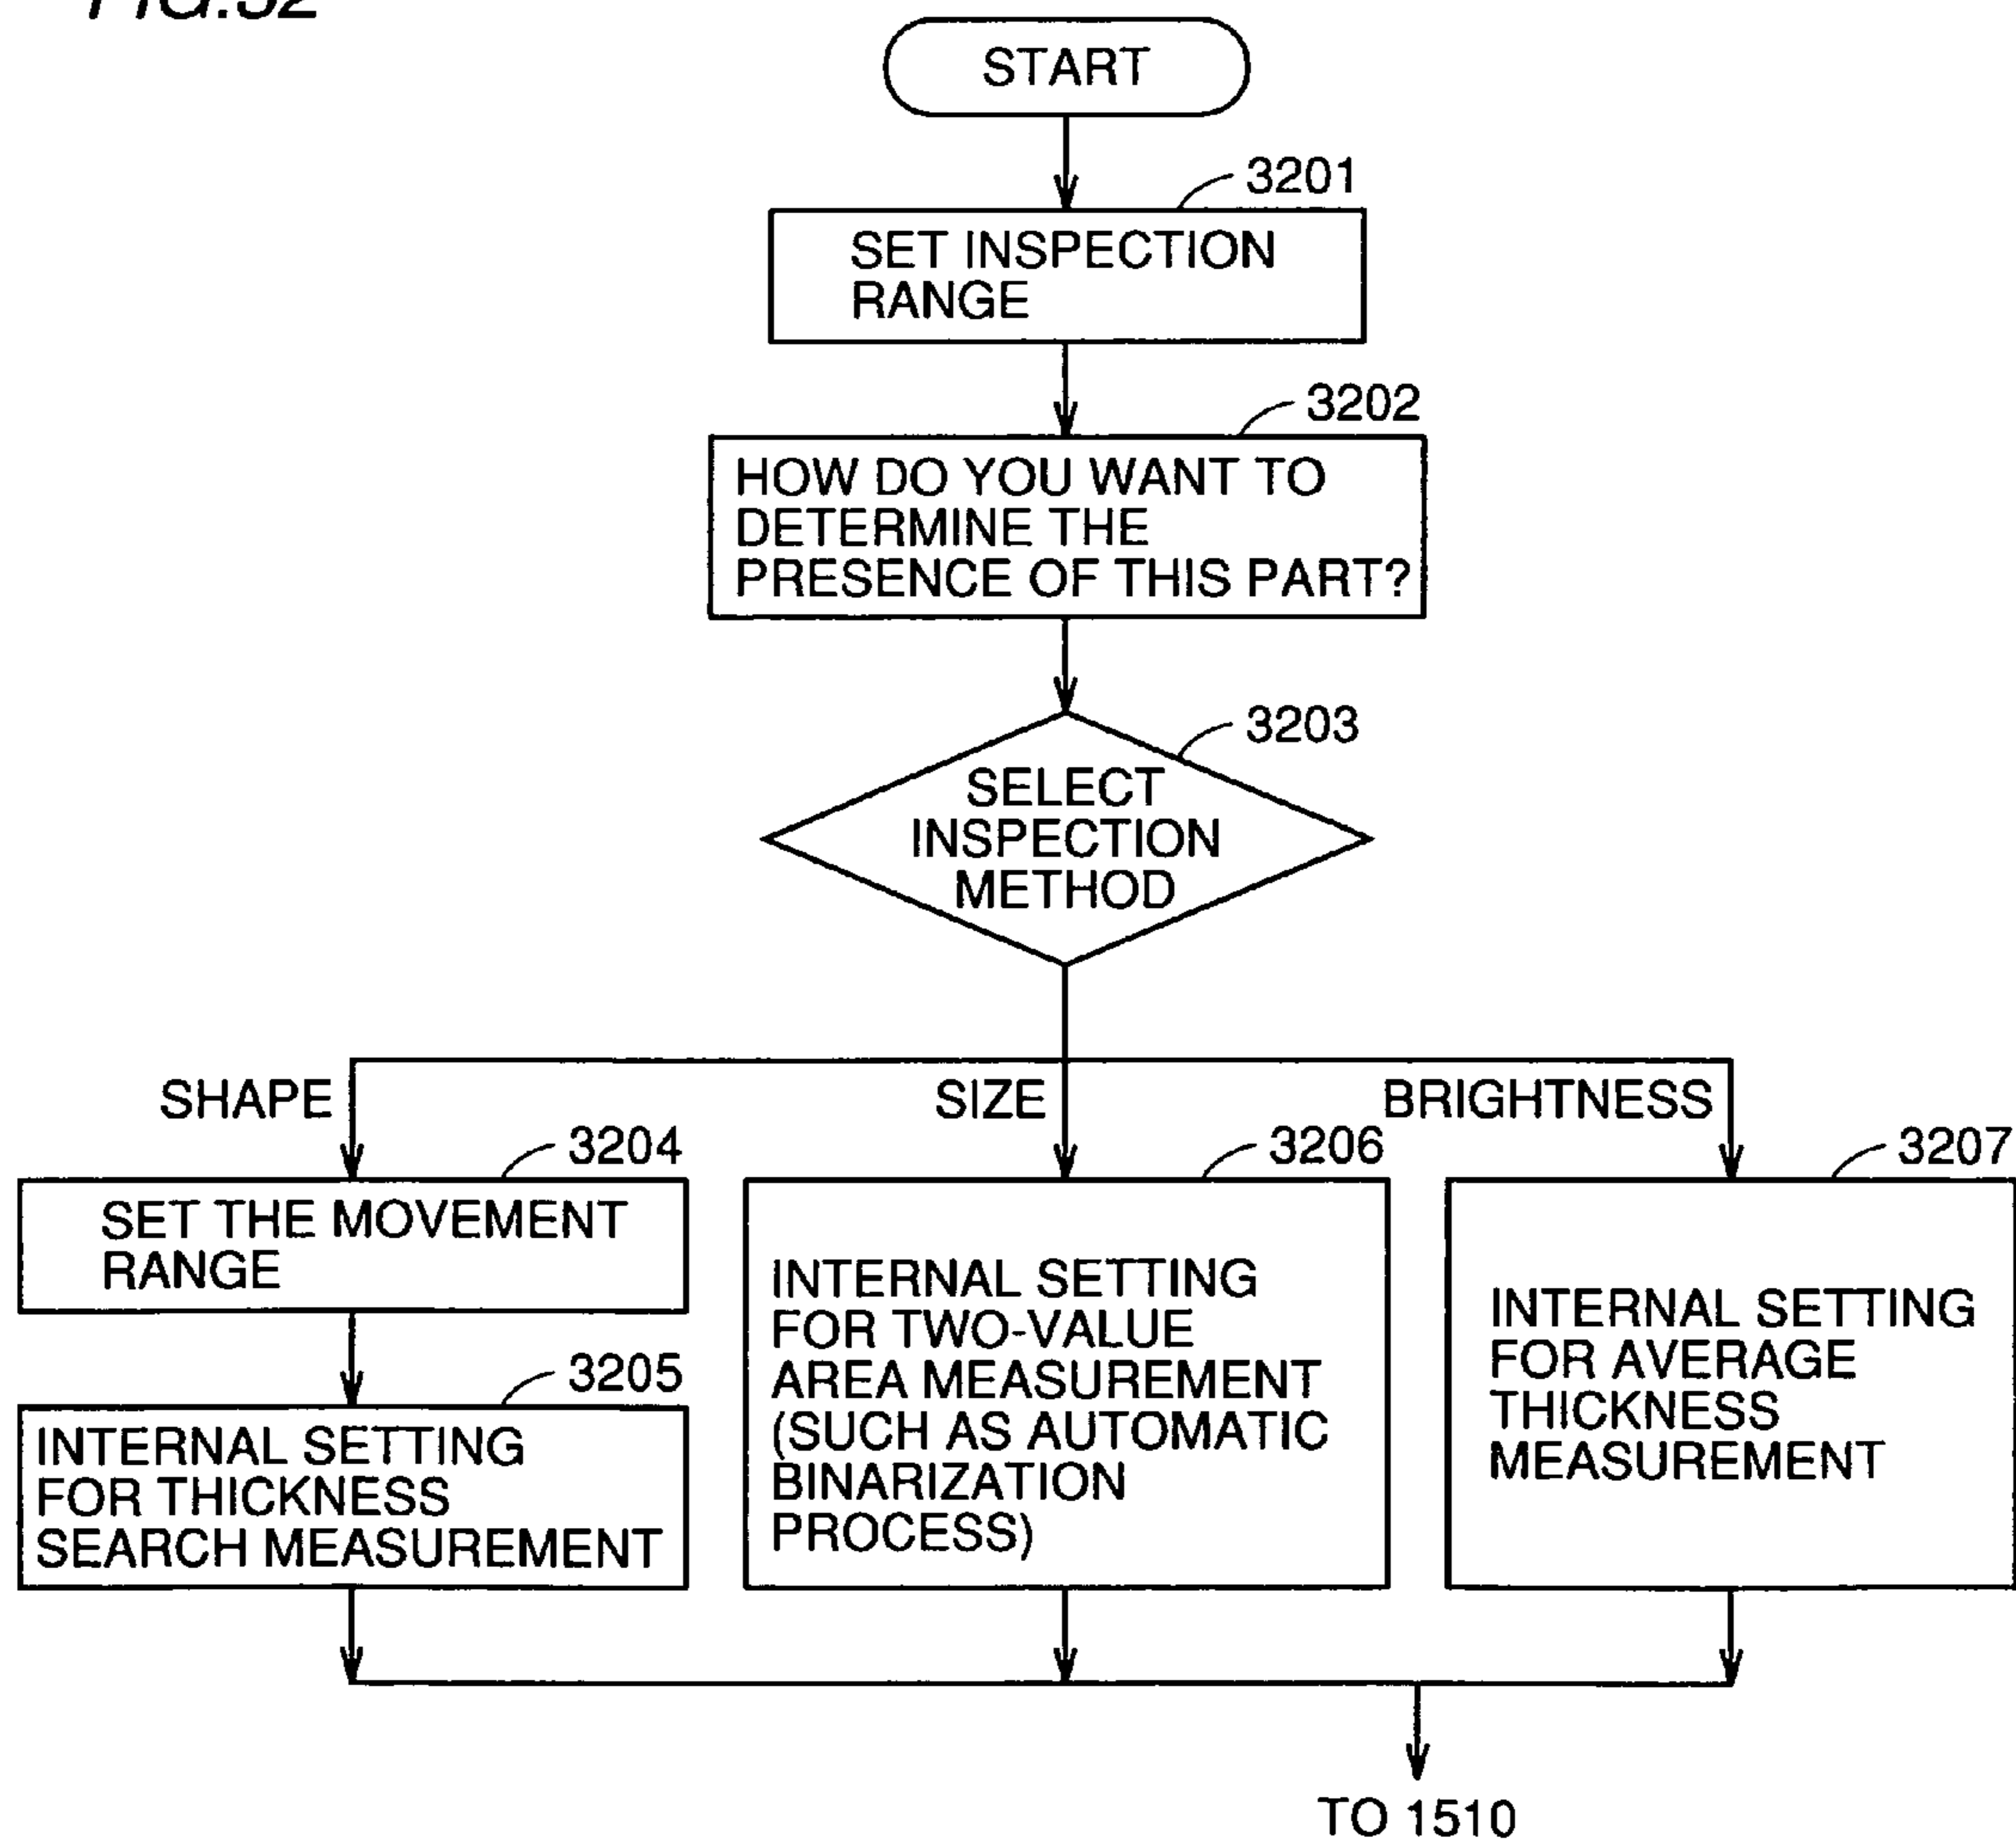 FIG.32
START
3201
SET INSPECTION
RANGE
3202
HOW DO YOU WANT TO
DETERMINE THE
PRESENCE OF THIS PART?
3203
SELECT
INSPECTION
METHOD
SHAPE
SIZE
BRIGHTNESS
3204
SET THE MOVEMENT
RANGE
3205
INTERNAL SETTING
FOR THICKNESS
SEARCH MEASUREMENT
3206
INTERNAL SETTING
FOR TWO-VALUE
AREA MEASUREMENT
(SUCH AS AUTOMATIC
BINARIZATION
PROCESS)
3207
INTERNAL SETTING
FOR AVERAGE
THICKNESS
MEASUREMENT
TO 1510